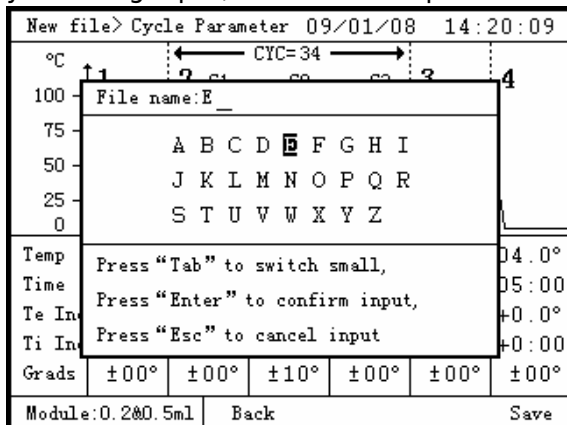 New file> Cycle Parameter 09/01/08 14:20:09
°C CYC=34
1 2 3 4
100
File name:E_
75
A B C D E F G H I
50
J K L M N O P Q R
25
S T U V W X Y Z
0
Temp 04.0°
Press “Tab” to switch small,
Time 05:00
Press “Enter” to confirm input,
Te In +0.0°
Press “Esc” to cancel input
Ti In +0:00
Grads ±00° ±00° ±10° ±00° ±00° ±00°
Module:0.2&0.5ml Back Save